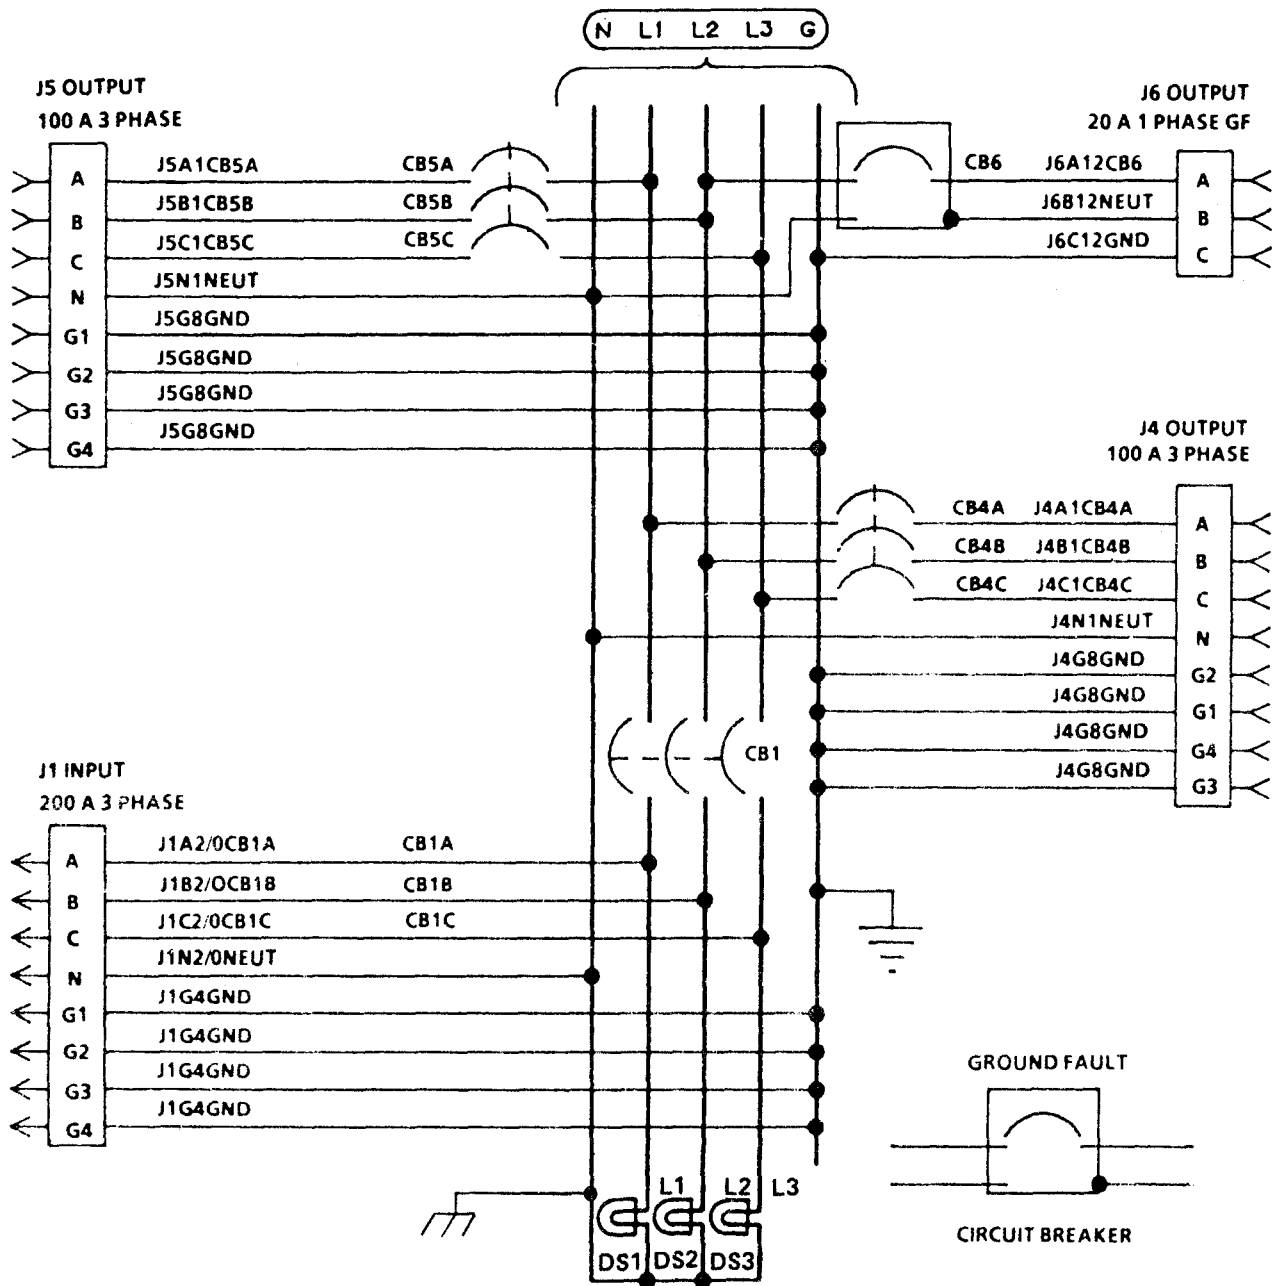 N L1 L2 L3 G
J5 OUTPUT
100 A 3 PHASE
A J5A1CB5A CB5A
B J5B1CB5B CB5B
C J5C1CB5C CB5C
N J5N1NEUT
G1 J5G8GND
G2 J5G8GND
G3 J5G8GND
G4 J5G8GND
J6 OUTPUT
20 A 1 PHASE GF
CB6 J6A12CB6 A
J6B12NEUT B
J6C12GND C
J4 OUTPUT
100 A 3 PHASE
CB4A J4A1CB4A A
CB4B J4B1CB4B B
CB4C J4C1CB4C C
J4N1NEUT N
J4G8GND G2
J4G8GND G1
J4G8GND G4
J4G8GND G3
CB1
J1 INPUT
200 A 3 PHASE
A J1A2/0CB1A CB1A
B J1B2/0CB1B CB1B
C J1C2/0CB1C CB1C
N J1N2/0NEUT
G1 J1G4GND
G2 J1G4GND
G3 J1G4GND
G4 J1G4GND
L1 L2 L3
DS1 DS2 DS3
GROUND FAULT
CIRCUIT BREAKER